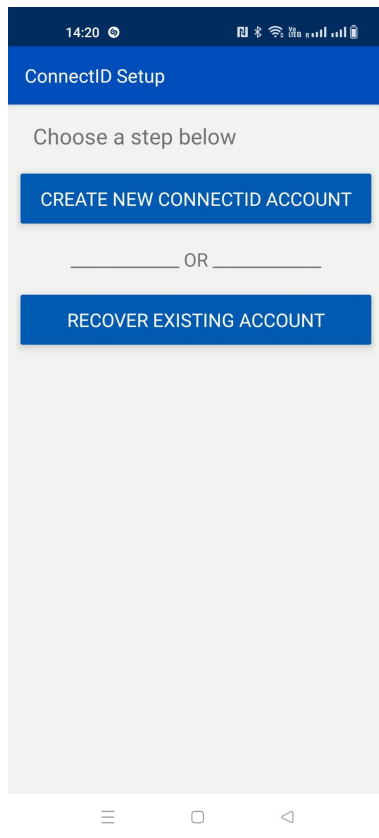 14:20
ConnectID Setup
Choose a step below
CREATE NEW CONNECTID ACCOUNT
OR
RECOVER EXISTING ACCOUNT